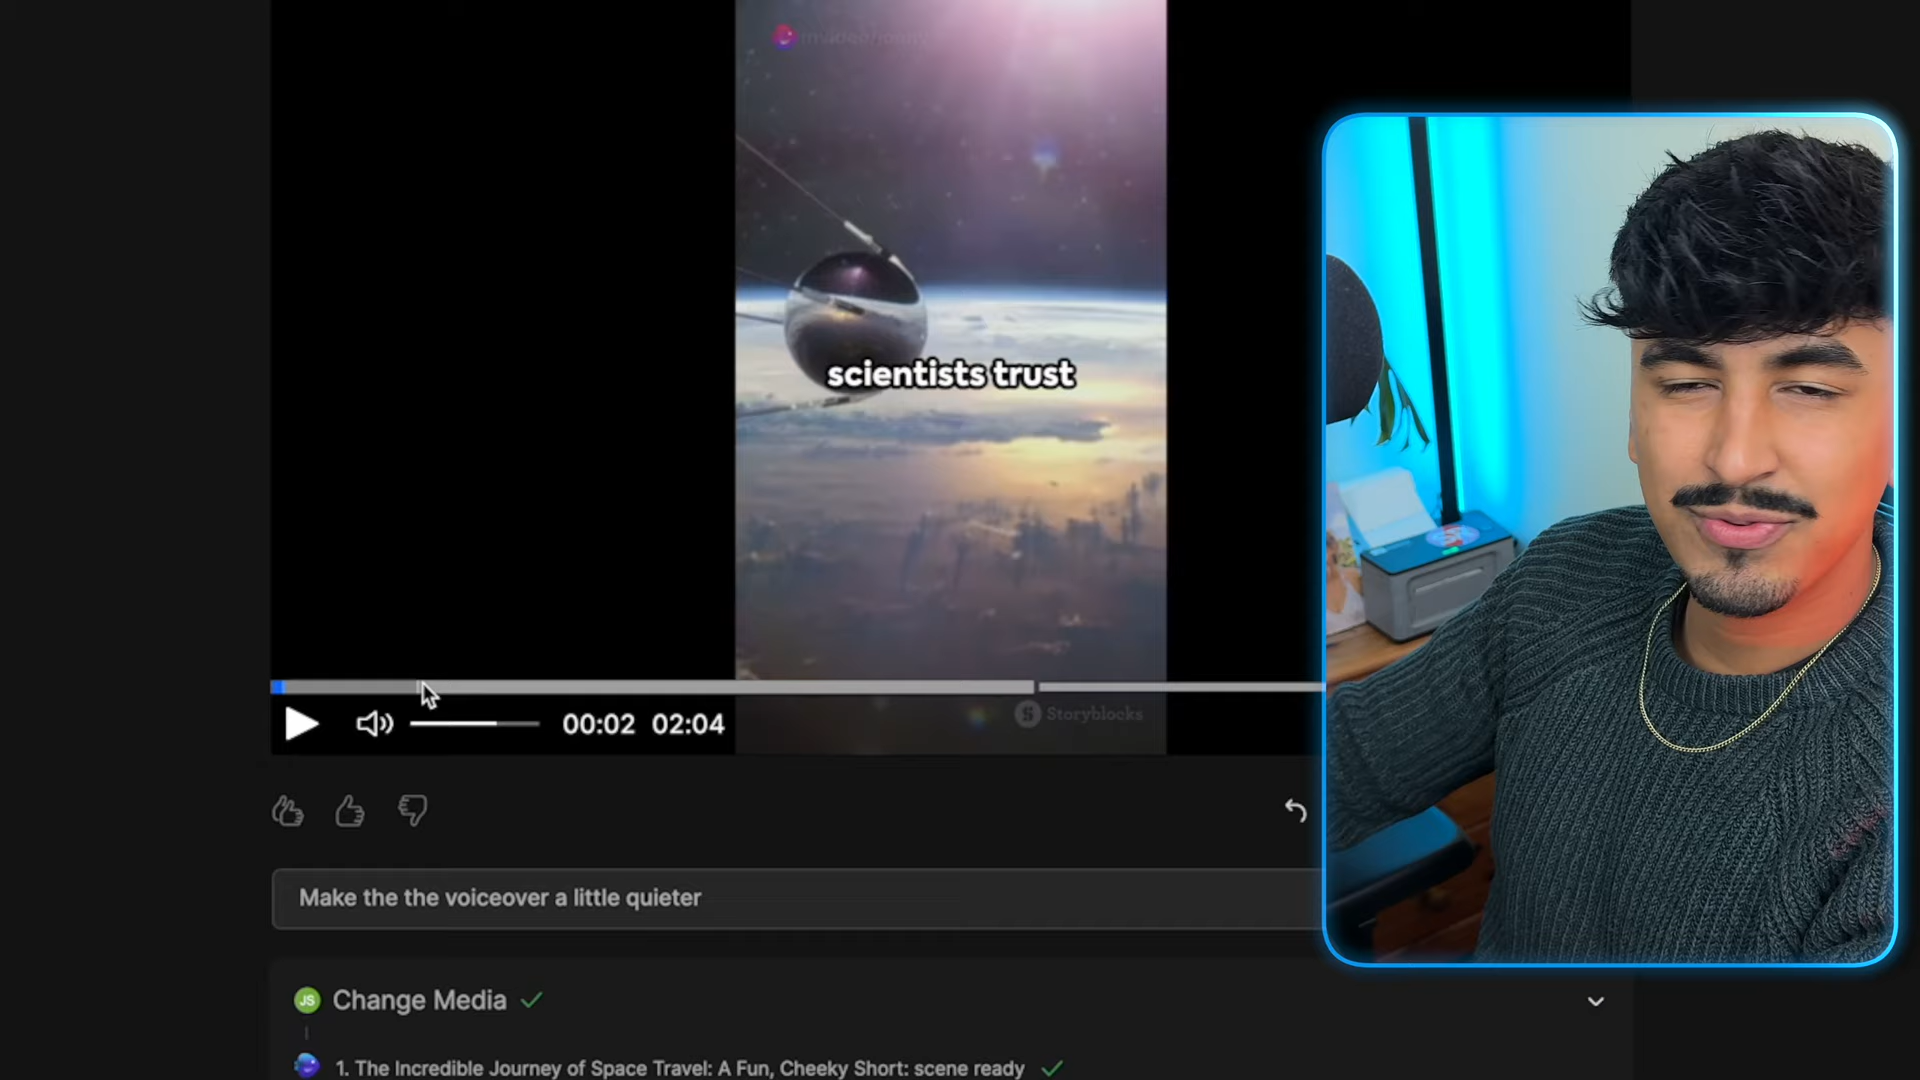 scientists trust
Storyblocks
00:02 02:04
Make the the voiceover a little quieter
JS Change Media
1. The Incredible Journey of Space Travel: A Fun, Cheeky Short: scene ready